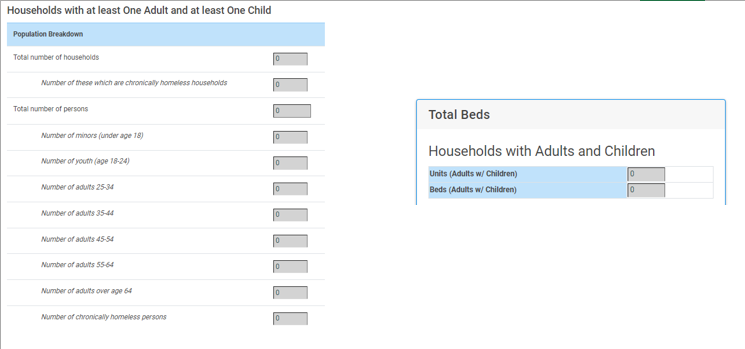 Households with at least One Adult and at least One Child
Population Breakdown
Total number of households 0
Number of these which are chronically homeless households 0
Total number of persons 0
Number of minors (under age 18) 0
Number of youth (age 18-24) 0
Number of adults 25-34 0
Number of adults 35-44 0
Number of adults 45-54 0
Number of adults 55-64 0
Number of adults over age 64 0
Number of chronically homeless persons 0
Total Beds
Households with Adults and Children
Units (Adults w/ Children) 0
Beds (Adults w/ Children) 0